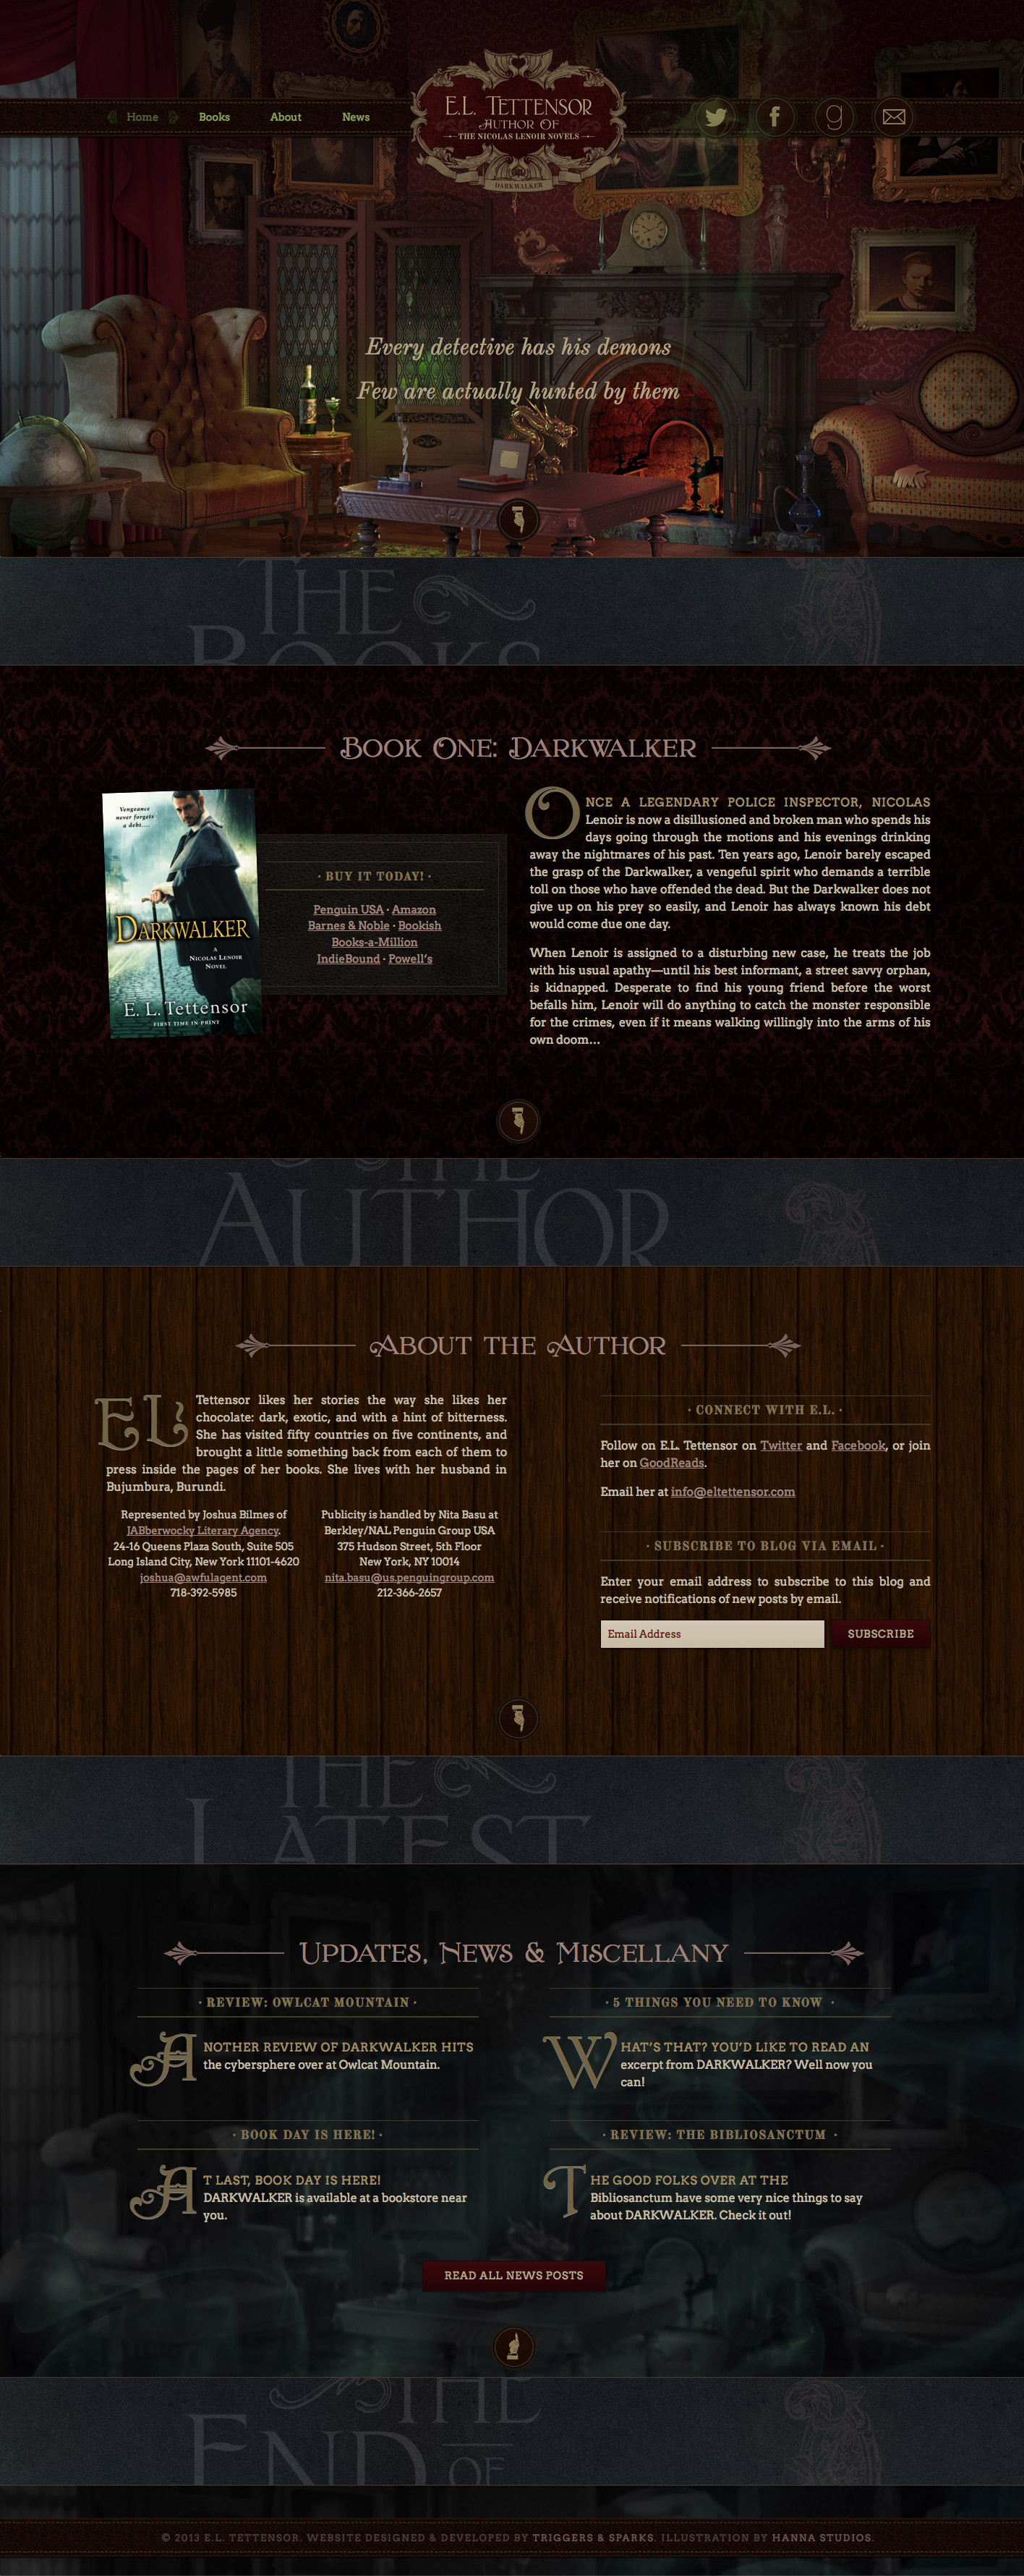 Home
Books
About
News
E.L. TETTENSOR
AUTHOR OF
THE NICOLAS LENOIR NOVELS
DARKWALKER
Every detective has his demons
Few are actually hunted by them
THE
BOOKS
BOOK ONE: DARKWALKER
Vengeance
never forgets
a debt....
DARKWALKER
A
NICOLAS LENOIR
NOVEL
E. L. Tettensor
FIRST TIME IN PRINT
· BUY IT TODAY! ·
Penguin USA · Amazon
Barnes & Noble · Bookish
Books-a-Million
IndieBound · Powell's
ONCE A LEGENDARY POLICE INSPECTOR, NICOLAS
Lenoir is now a disillusioned and broken man who spends his
days going through the motions and his evenings drinking
away the nightmares of his past. Ten years ago, Lenoir barely escaped
the grasp of the Darkwalker, a vengeful spirit who demands a terrible
toll on those who have offended the dead. But the Darkwalker does not
give up on his prey so easily, and Lenoir has always known his debt
would come due one day.
When Lenoir is assigned to a disturbing new case, he treats the job
with his usual apathy—until his best informant, a street savvy orphan,
is kidnapped. Desperate to find his young friend before the worst
befalls him, Lenoir will do anything to catch the monster responsible
for the crimes, even if it means walking willingly into the arms of his
own doom…
THE
AUTHOR
ABOUT THE AUTHOR
EL Tettensor likes her stories the way she likes her
chocolate: dark, exotic, and with a hint of bitterness.
She has visited fifty countries on five continents, and
brought a little something back from each of them to
press inside the pages of her books. She lives with her husband in
Bujumbura, Burundi.
Represented by Joshua Bilmes of
JABberwocky Literary Agency.
24-16 Queens Plaza South, Suite 505
Long Island City, New York 11101-4620
joshua@awfulagent.com
718-392-5985
Publicity is handled by Nita Basu at
Berkley/NAL Penguin Group USA
375 Hudson Street, 5th Floor
New York, NY 10014
nita.basu@us.penguingroup.com
212-366-2657
· CONNECT WITH E.L. ·
Follow on E.L. Tettensor on Twitter and Facebook, or join
her on GoodReads.
Email her at info@eltettensor.com
· SUBSCRIBE TO BLOG VIA EMAIL ·
Enter your email address to subscribe to this blog and
receive notifications of new posts by email.
Email Address
SUBSCRIBE
THE
LATEST
UPDATES, NEWS & MISCELLANY
· REVIEW: OWLCAT MOUNTAIN ·
ANOTHER REVIEW OF DARKWALKER HITS
the cybersphere over at Owlcat Mountain.
· 5 THINGS YOU NEED TO KNOW ·
WHAT'S THAT? YOU'D LIKE TO READ AN
excerpt from DARKWALKER? Well now you
can!
· BOOK DAY IS HERE! ·
AT LAST, BOOK DAY IS HERE!
DARKWALKER is available at a bookstore near
you.
· REVIEW: THE BIBLIOSANCTUM ·
THE GOOD FOLKS OVER AT THE
Bibliosanctum have some very nice things to say
about DARKWALKER. Check it out!
READ ALL NEWS POSTS
THE
END OF
© 2013 E.L. TETTENSOR. WEBSITE DESIGNED & DEVELOPED BY TRIGGERS & SPARKS. ILLUSTRATION BY HANNA STUDIOS.